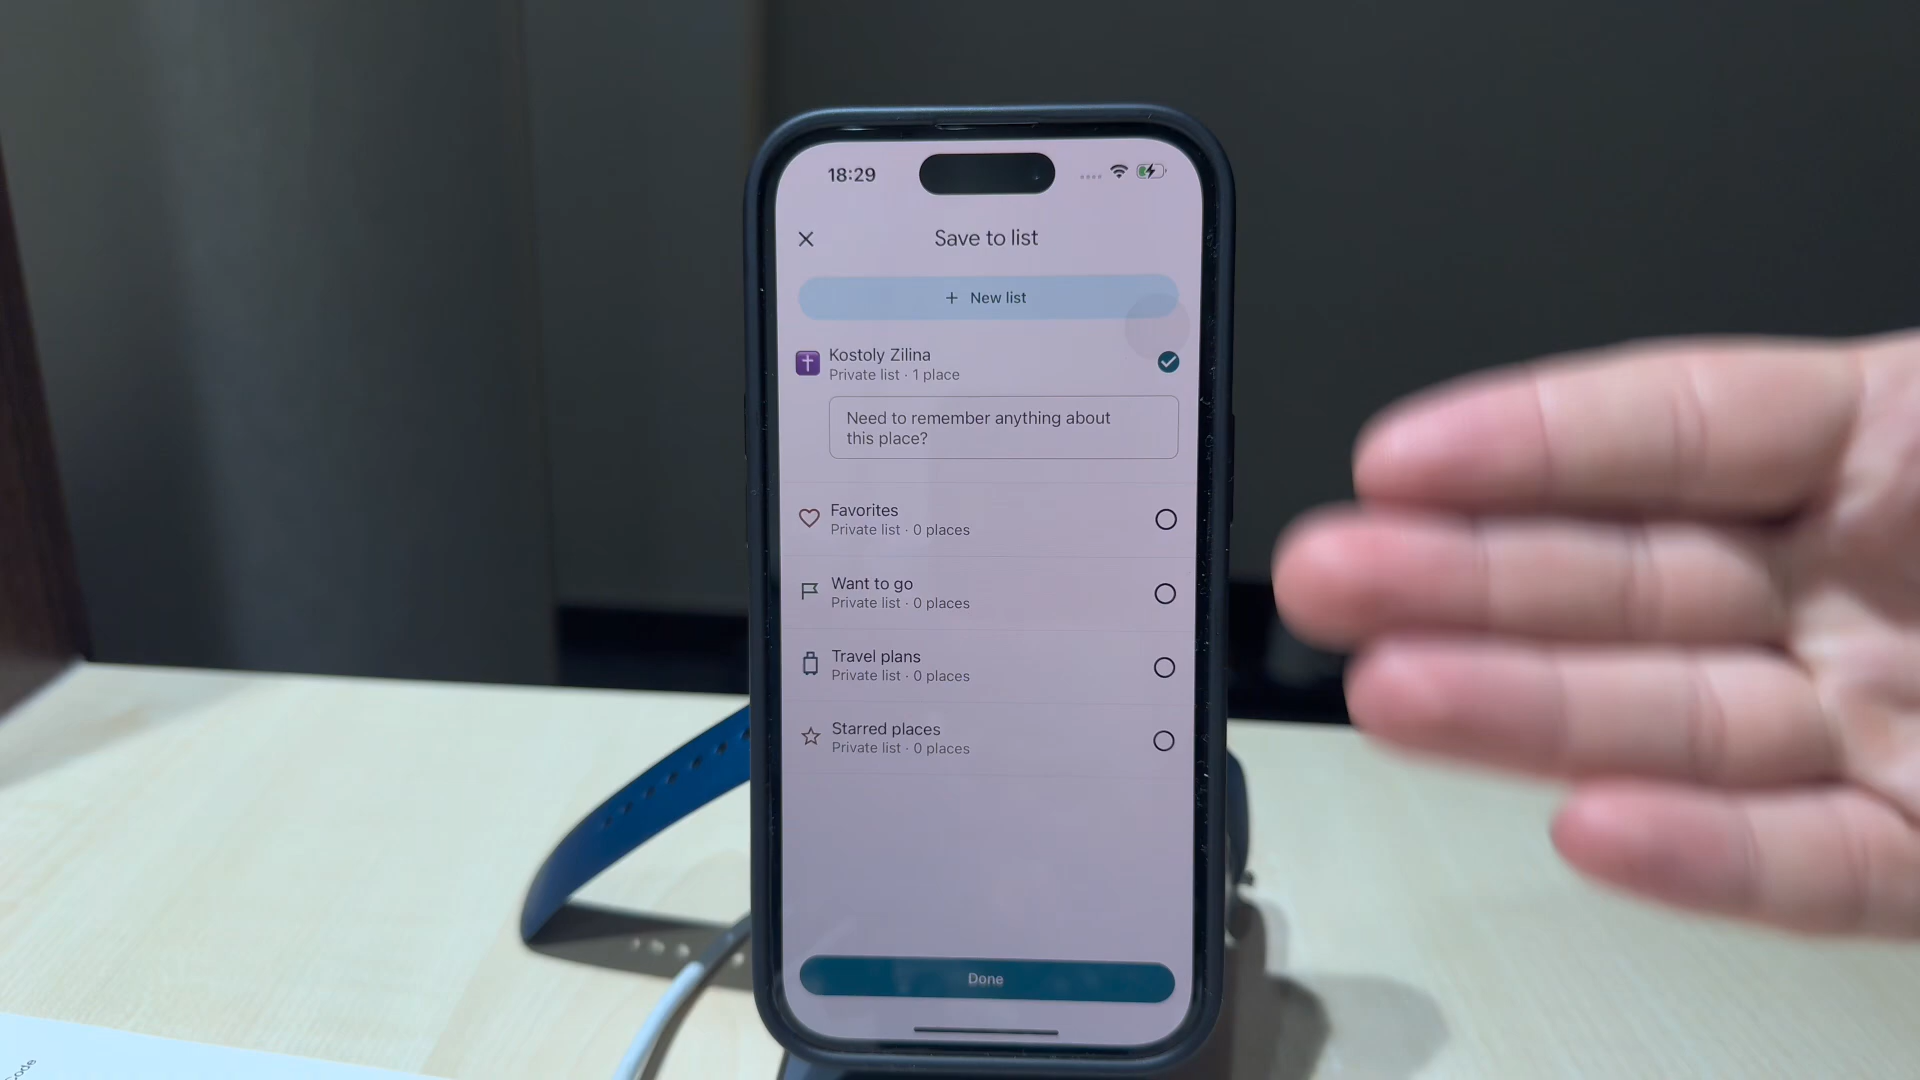 18:29
Save to list
+ New list
Kostoly Zilina
Private list · 1 place
Need to remember anything about
this place?
Favorites
Private list · 0 places
Want to go
Private list · 0 places
Travel plans
Private list · 0 places
Starred places
Private list · 0 places
Done